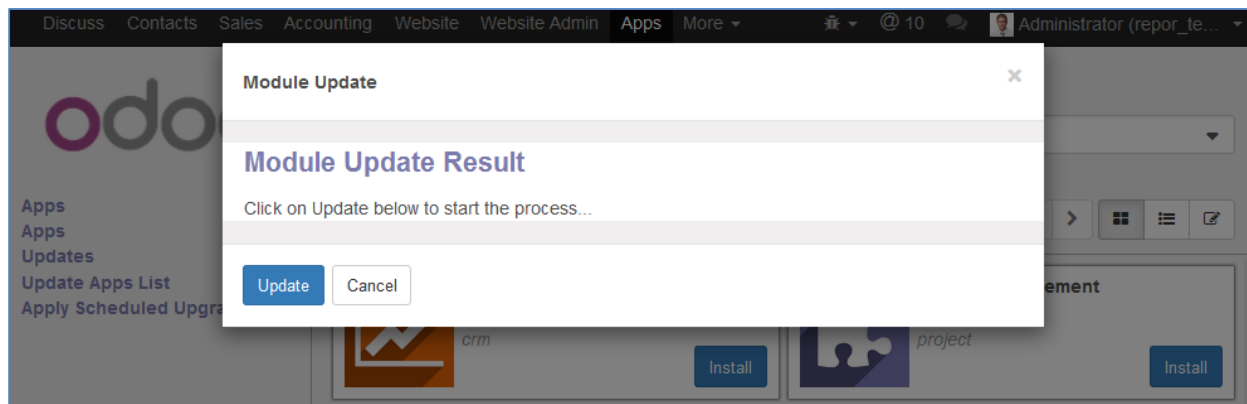 Discuss Contacts Sales Accounting Website Website Admin Apps More @ 10 Administrator (repor_te...
Module Update ×
odoo
Module Update Result
Click on Update below to start the process...
Apps
Apps
Updates
Update Apps List
Apply Scheduled Upgra
Update Cancel
ement
crm
project
Install
Install